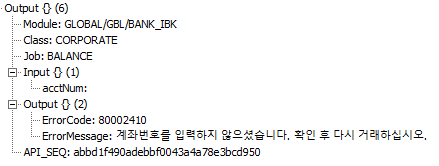 Output {} (6)
Module: GLOBAL/GBL/BANK_IBK
Class: CORPORATE
Job: BALANCE
Input {} (1)
acctNum:
Output {} (2)
ErrorCode: 80002410
ErrorMessage: 계좌번호를 입력하지 않으셨습니다. 확인 후 다시 거래하십시오.
API_SEQ: abbd1f490adebbf0043a4a78e3bcd950